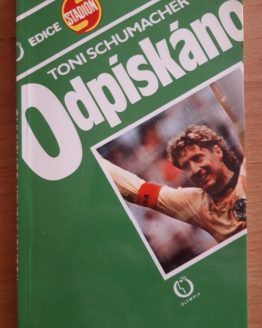 EDICE
STADION
TONI SCHUMACHER
Odpískáno
OLYMPIA